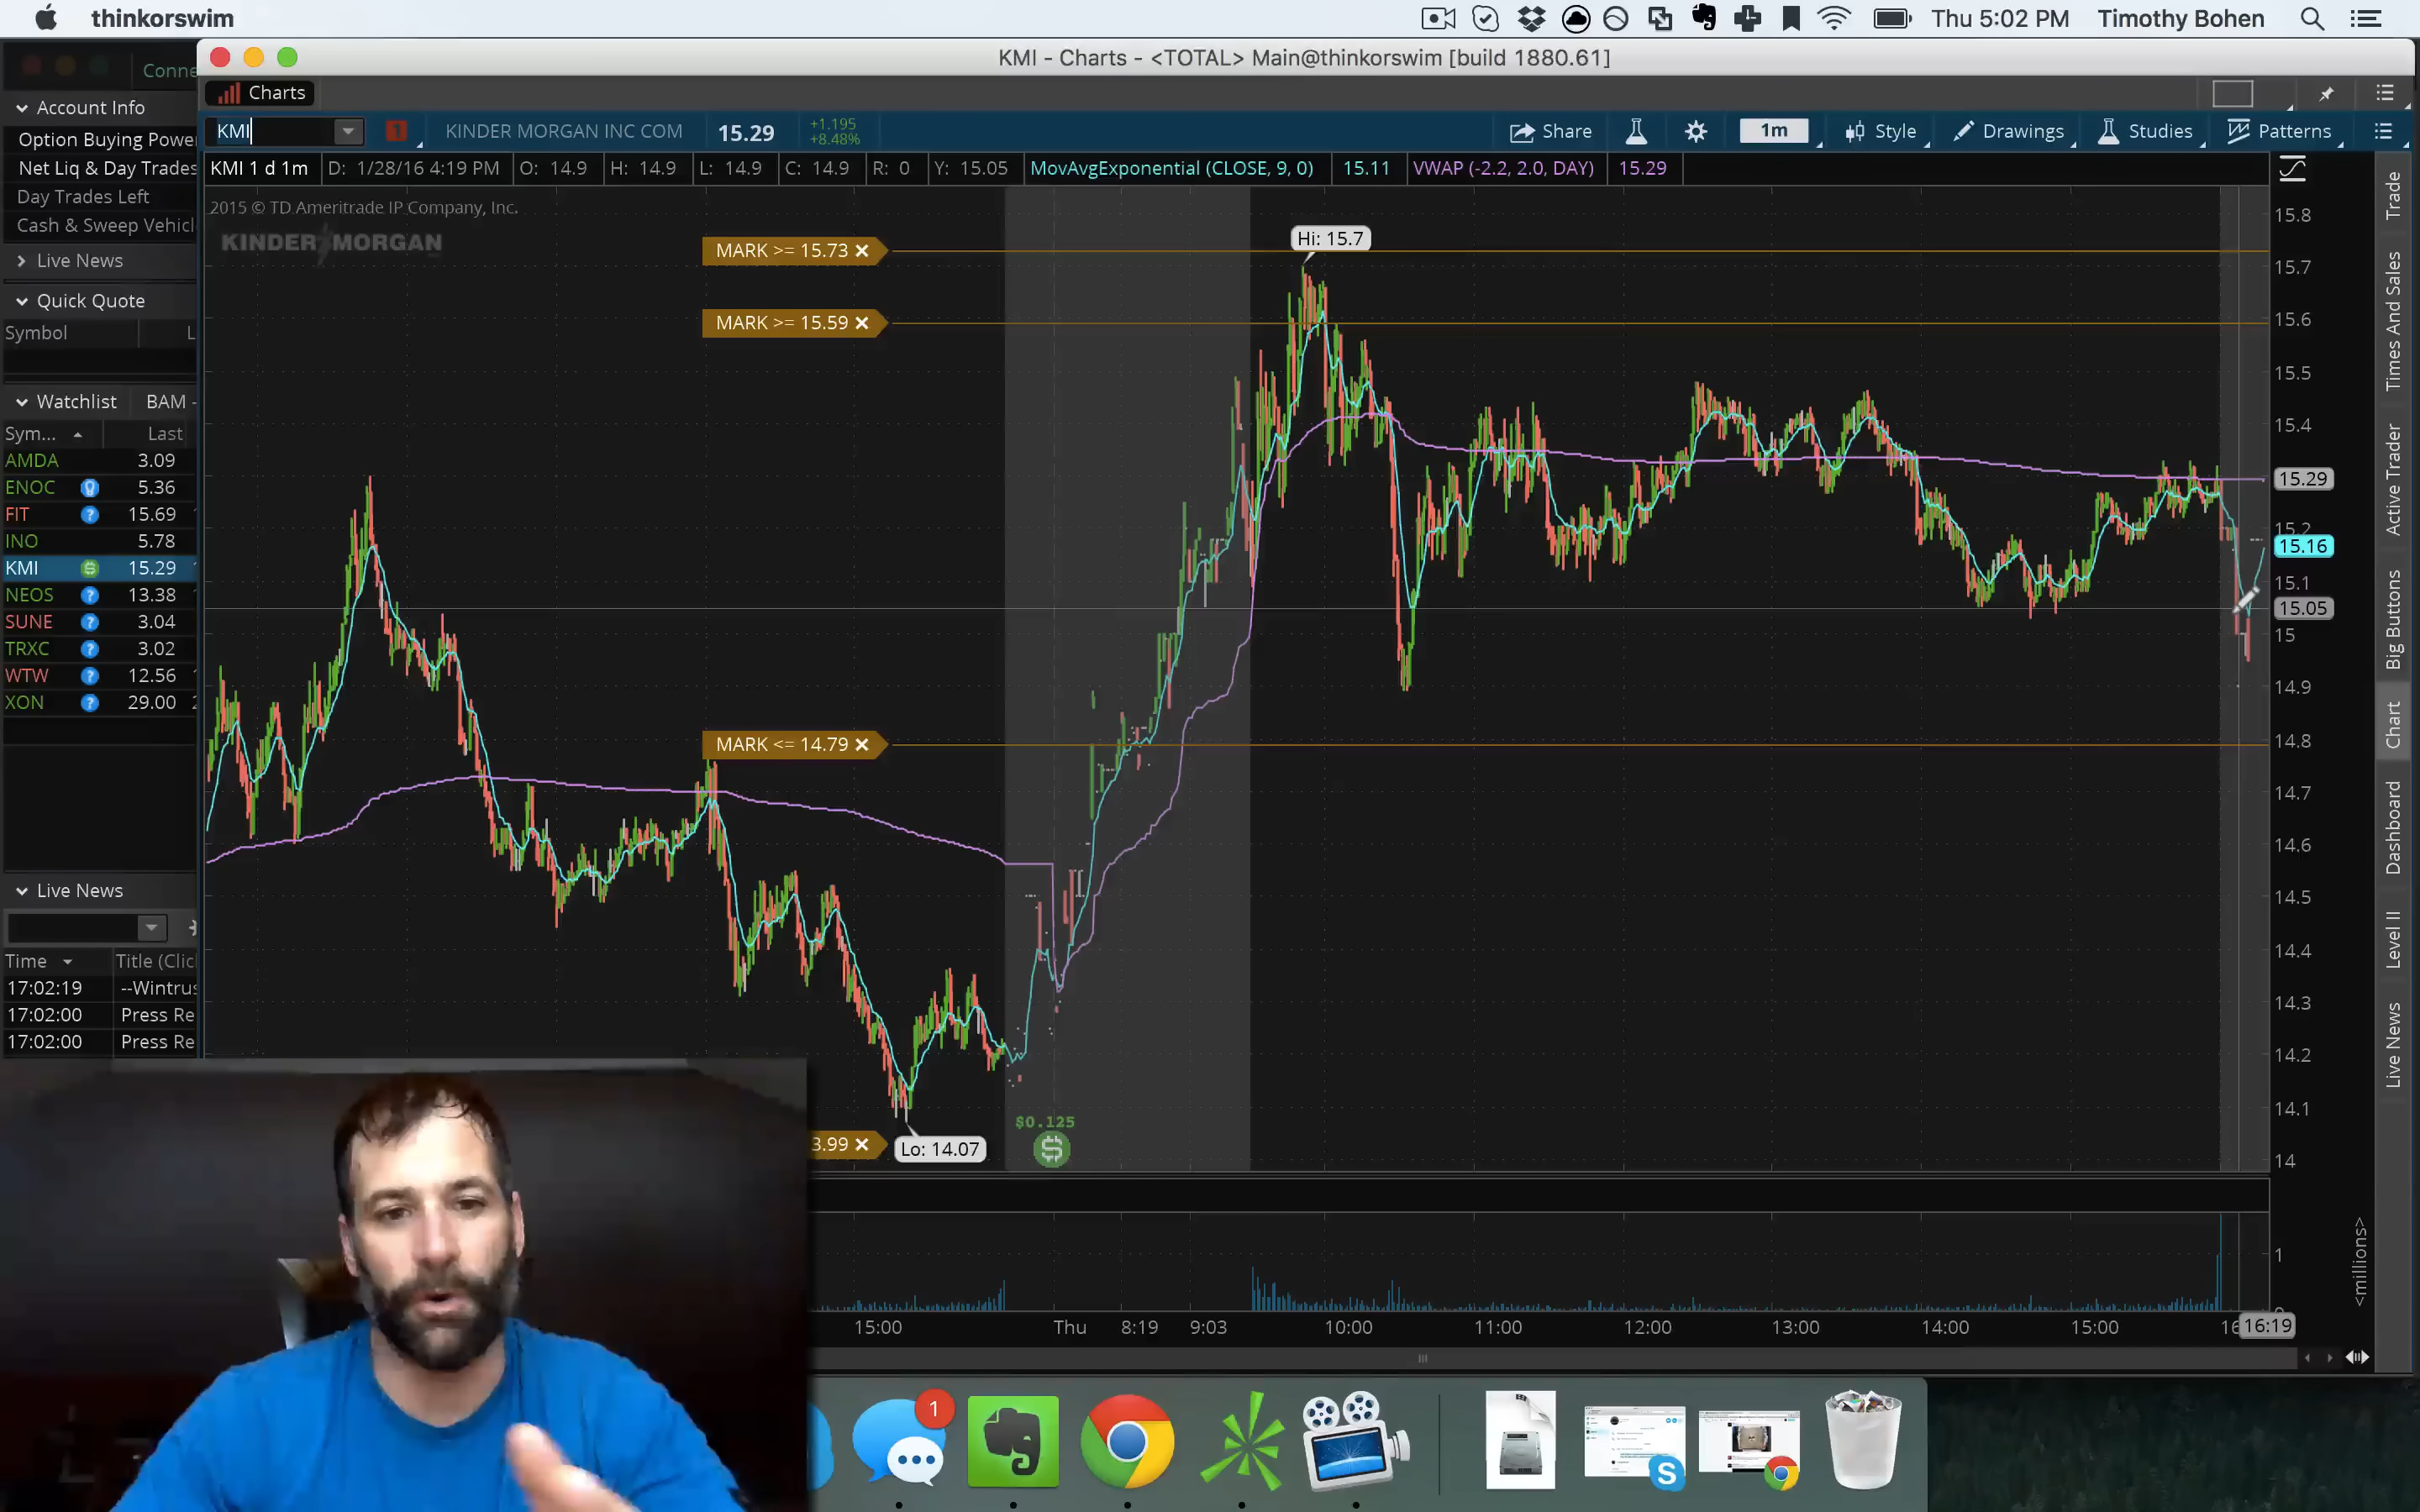 thinkorswim
Thu 5:02 PM Timothy Bohen
KMI - Charts - <TOTAL> Main@thinkorswim [build 1880.61]
Conne
Charts
Account Info
Option Buying Powe
Net Liq & Day Trades
Day Trades Left
Cash & Sweep Vehicl
Live News
Quick Quote
Symbol L
Watchlist BAM -
Sym... Last
AMDA 3.09
ENOC 5.36
FIT 15.69
INO 5.78
KMI 15.29
NEOS 13.38
SUNE 3.04
TRXC 3.02
WTW 12.56
XON 29.00 2
Live News
Time Title (Clic
17:02:19 --Wintrus
17:02:00 Press Re
17:02:00 Press Re
KMI 1 KINDER MORGAN INC COM 15.29 +1.195
+8.48%
Share 1m Style Drawings Studies Patterns
KMI 1 d 1m D: 1/28/16 4:19 PM O: 14.9 H: 14.9 L: 14.9 C: 14.9 R: 0 Y: 15.05 MovAvgExponential (CLOSE, 9, 0) 15.11 VWAP (-2.2, 2.0, DAY) 15.29
2015 © TD Ameritrade IP Company, Inc.
KINDER MORGAN
MARK >= 15.73
Hi: 15.7
MARK >= 15.59
MARK <= 14.79
3.99
Lo: 14.07
$0.125
$
15.8
15.7
15.6
15.5
15.4
15.29
15.2
15.16
15.1
15.05
15
14.9
14.8
14.7
14.6
14.5
14.4
14.3
14.2
14.1
14
1
<millions>
15:00 Thu 8:19 9:03 10:00 11:00 12:00 13:00 14:00 15:00 16:19
Trade
Times And Sales
Active Trader
Big Buttons
Chart
Dashboard
Level II
Live News
1
S